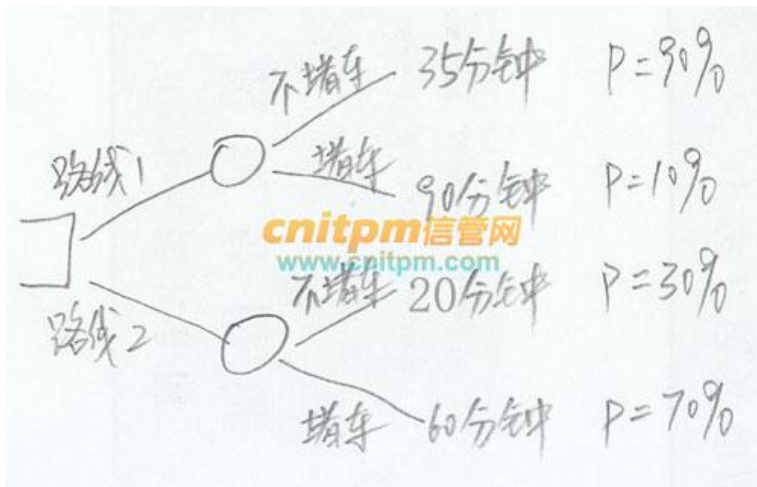 不堵车 35分钟 P=90%
路线1
堵车 90分钟 P=10%
cnitpm信管网
www.cnitpm.com
不堵车 20分钟 P=30%
路线2
堵车 60分钟 P=70%